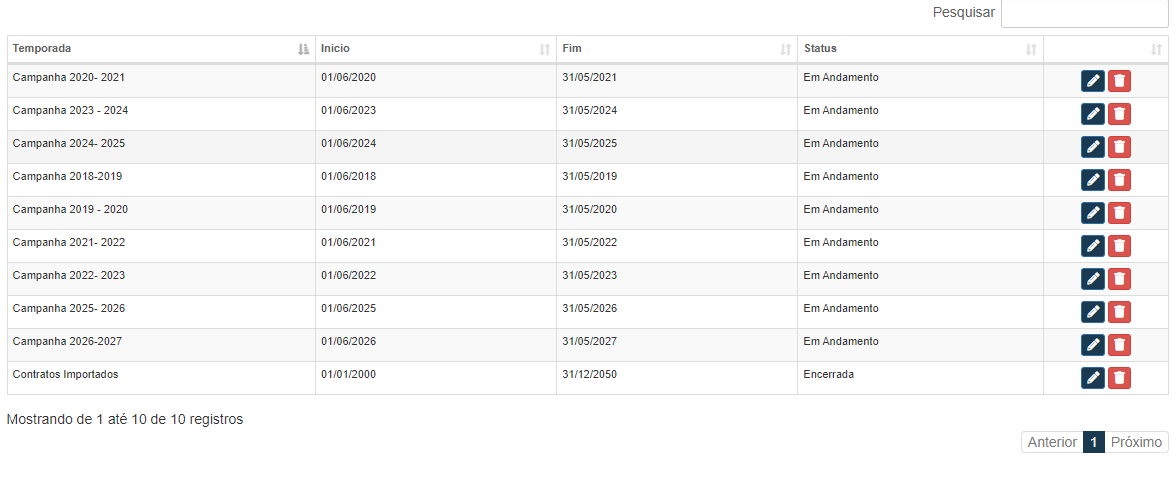 Pesquisar
Temporada Inicio Fim Status
Campanha 2020- 2021 01/06/2020 31/05/2021 Em Andamento
Campanha 2023 - 2024 01/06/2023 31/05/2024 Em Andamento
Campanha 2024- 2025 01/06/2024 31/05/2025 Em Andamento
Campanha 2018-2019 01/06/2018 31/05/2019 Em Andamento
Campanha 2019 - 2020 01/06/2019 31/05/2020 Em Andamento
Campanha 2021- 2022 01/06/2021 31/05/2022 Em Andamento
Campanha 2022- 2023 01/06/2022 31/05/2023 Em Andamento
Campanha 2025- 2026 01/06/2025 31/05/2026 Em Andamento
Campanha 2026-2027 01/06/2026 31/05/2027 Em Andamento
Contratos Importados 01/01/2000 31/12/2050 Encerrada
Mostrando de 1 até 10 de 10 registros
Anterior 1 Próximo